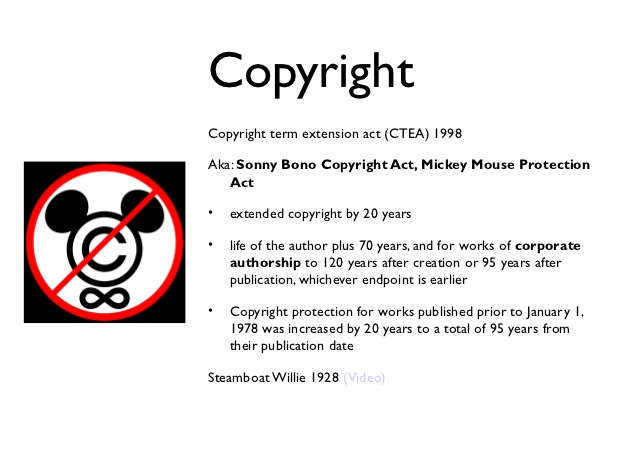 Copyright
Copyright term extension act (CTEA) 1998
Aka: Sonny Bono Copyright Act, Mickey Mouse Protection
Act
• extended copyright by 20 years
• life of the author plus 70 years, and for works of corporate
authorship to 120 years after creation or 95 years after
publication, whichever endpoint is earlier
• Copyright protection for works published prior to January 1,
1978 was increased by 20 years to a total of 95 years from
their publication date
Steamboat Willie 1928 (Video)